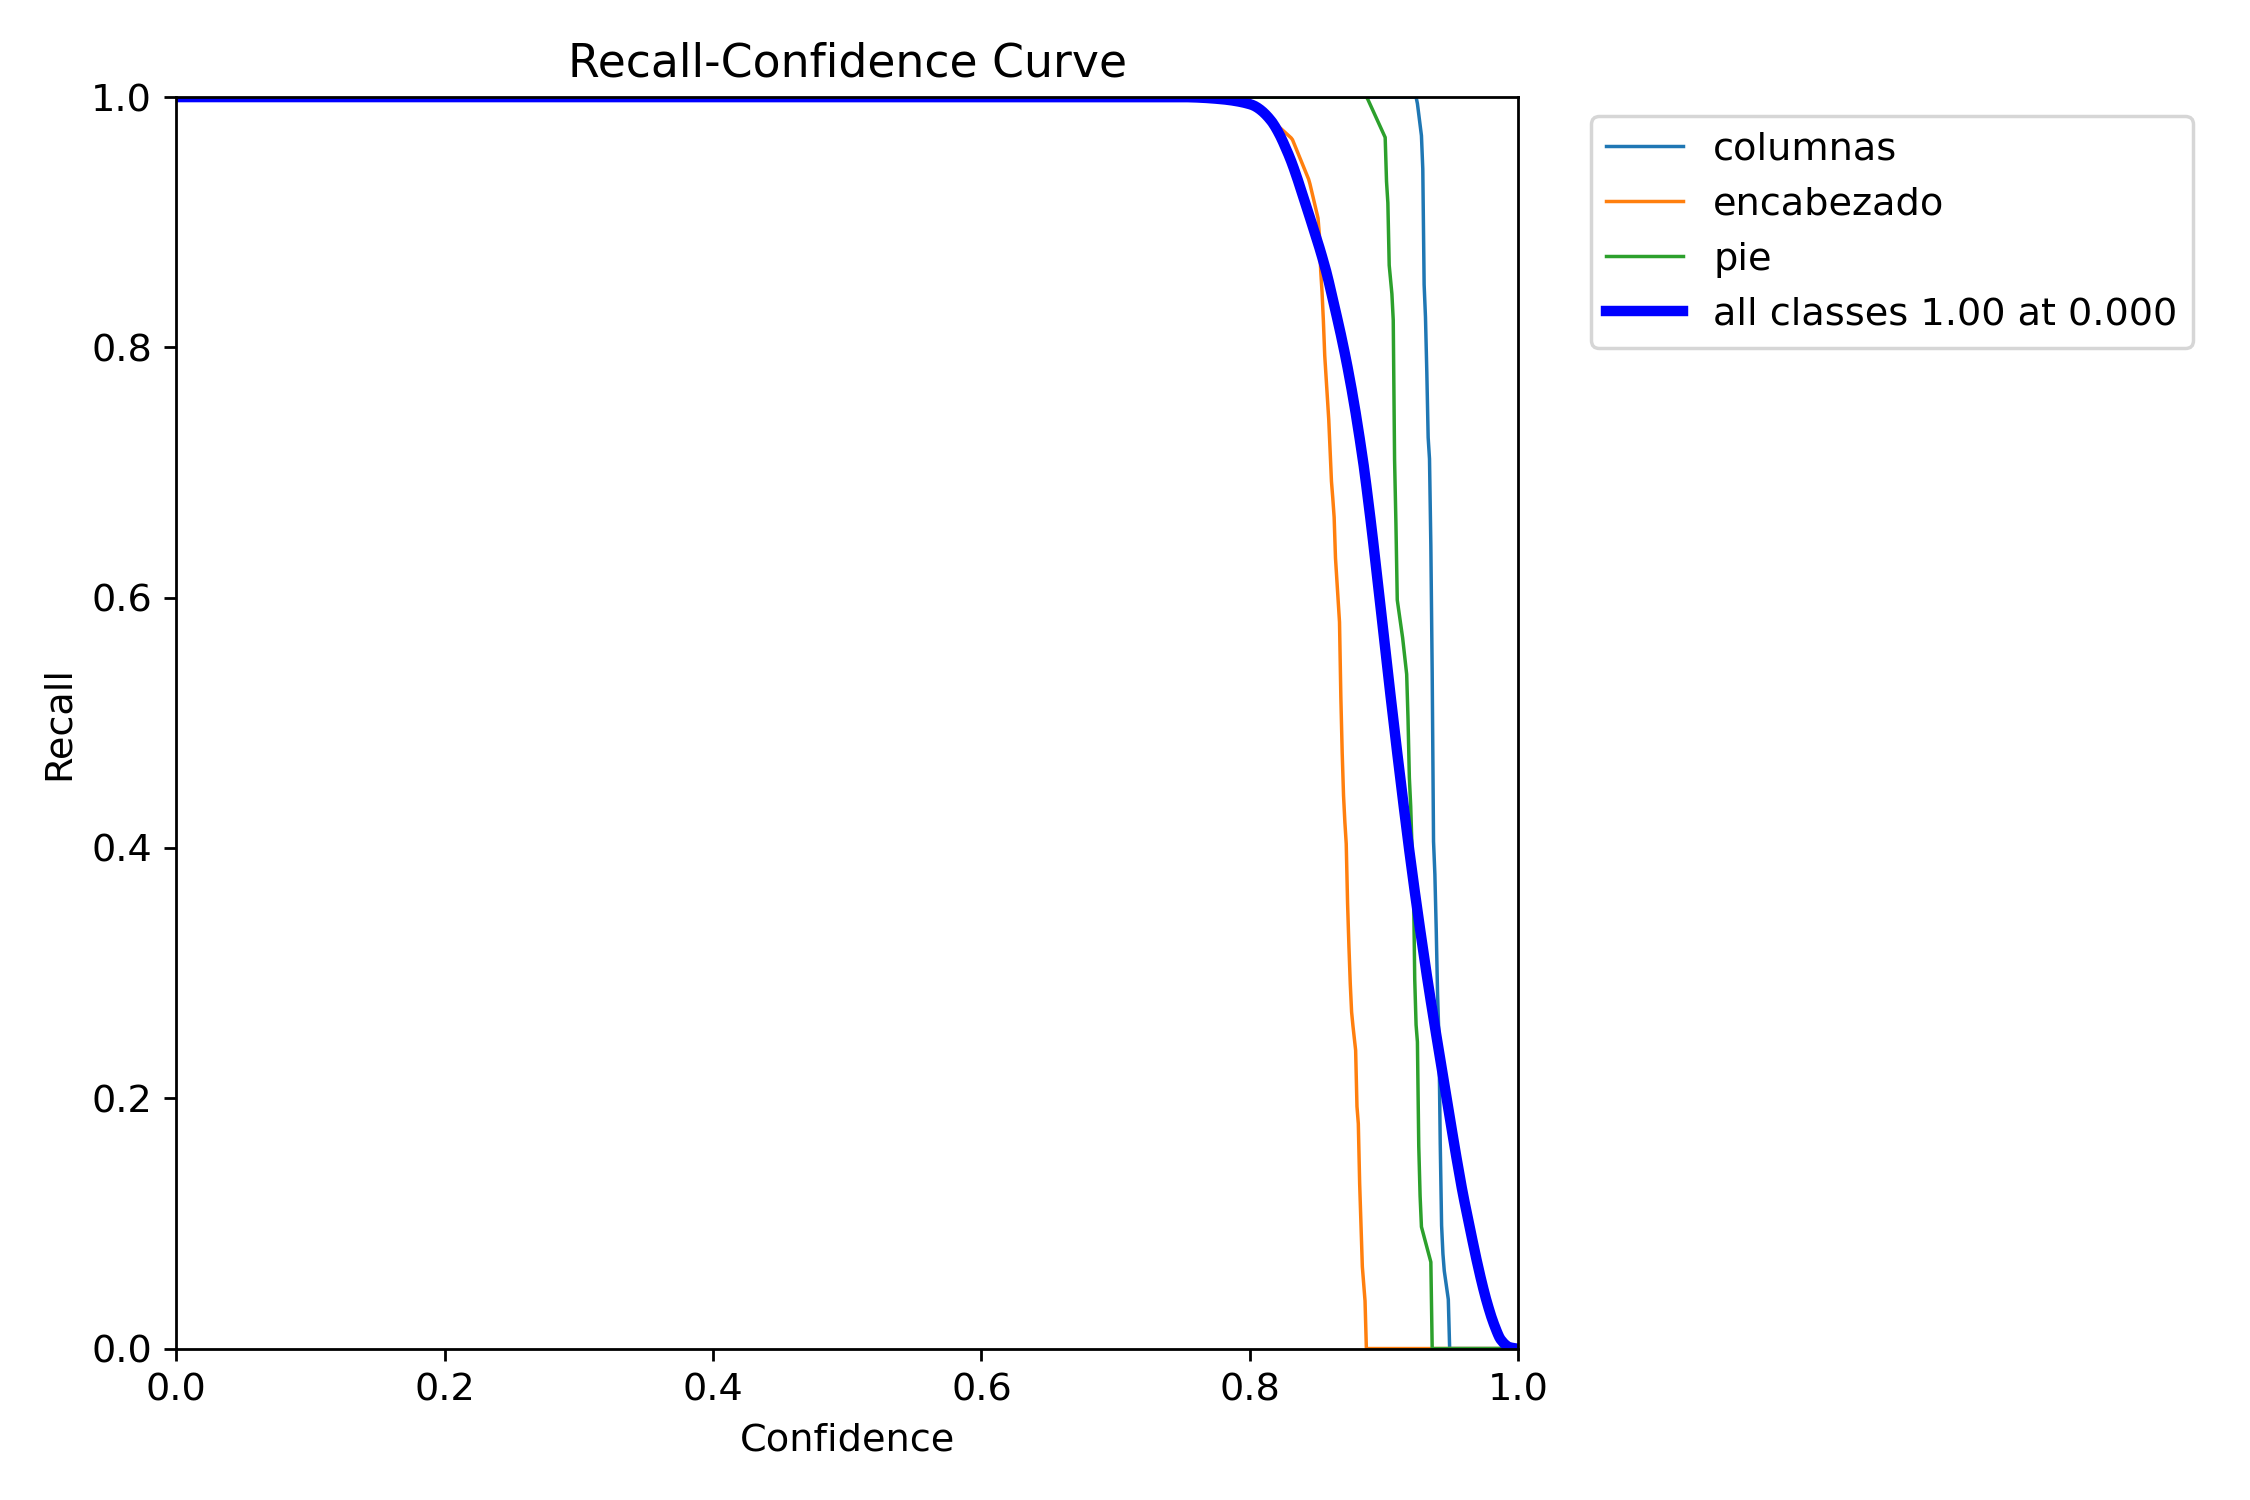 Recall-Confidence Curve
1.0
0.8
0.6
0.4
0.2
0.0
Recall
0.0 0.2 0.4 0.6 0.8 1.0
Confidence
columnas
encabezado
pie
all classes 1.00 at 0.000